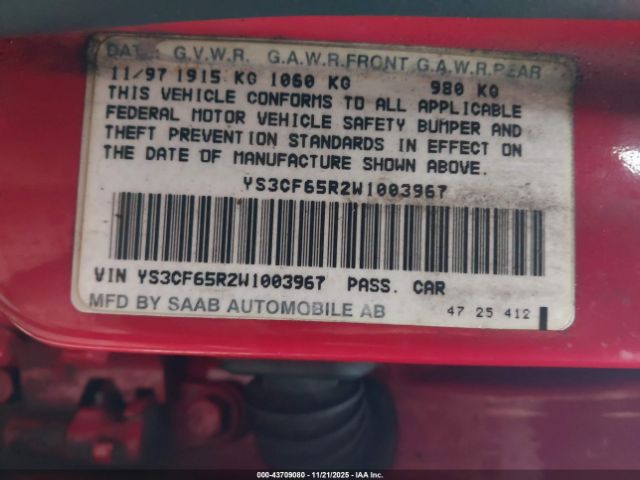 DATE G.V.W.R. G.A.W.R.FRONT G.A.W.R.REAR
11/97 1915 KG 1060 KG 980 KG
THIS VEHICLE CONFORMS TO ALL APPLICABLE
FEDERAL MOTOR VEHICLE SAFETY BUMPER AND
THEFT PREVENTION STANDARDS IN EFFECT ON
THE DATE OF MANUFACTURE SHOWN ABOVE.
YS3CF65R2W1003967
VIN YS3CF65R2W1003967 PASS. CAR
MFD BY SAAB AUTOMOBILE AB 47 25 412
000-43709080 - 11/21/2025 - IAA Inc.